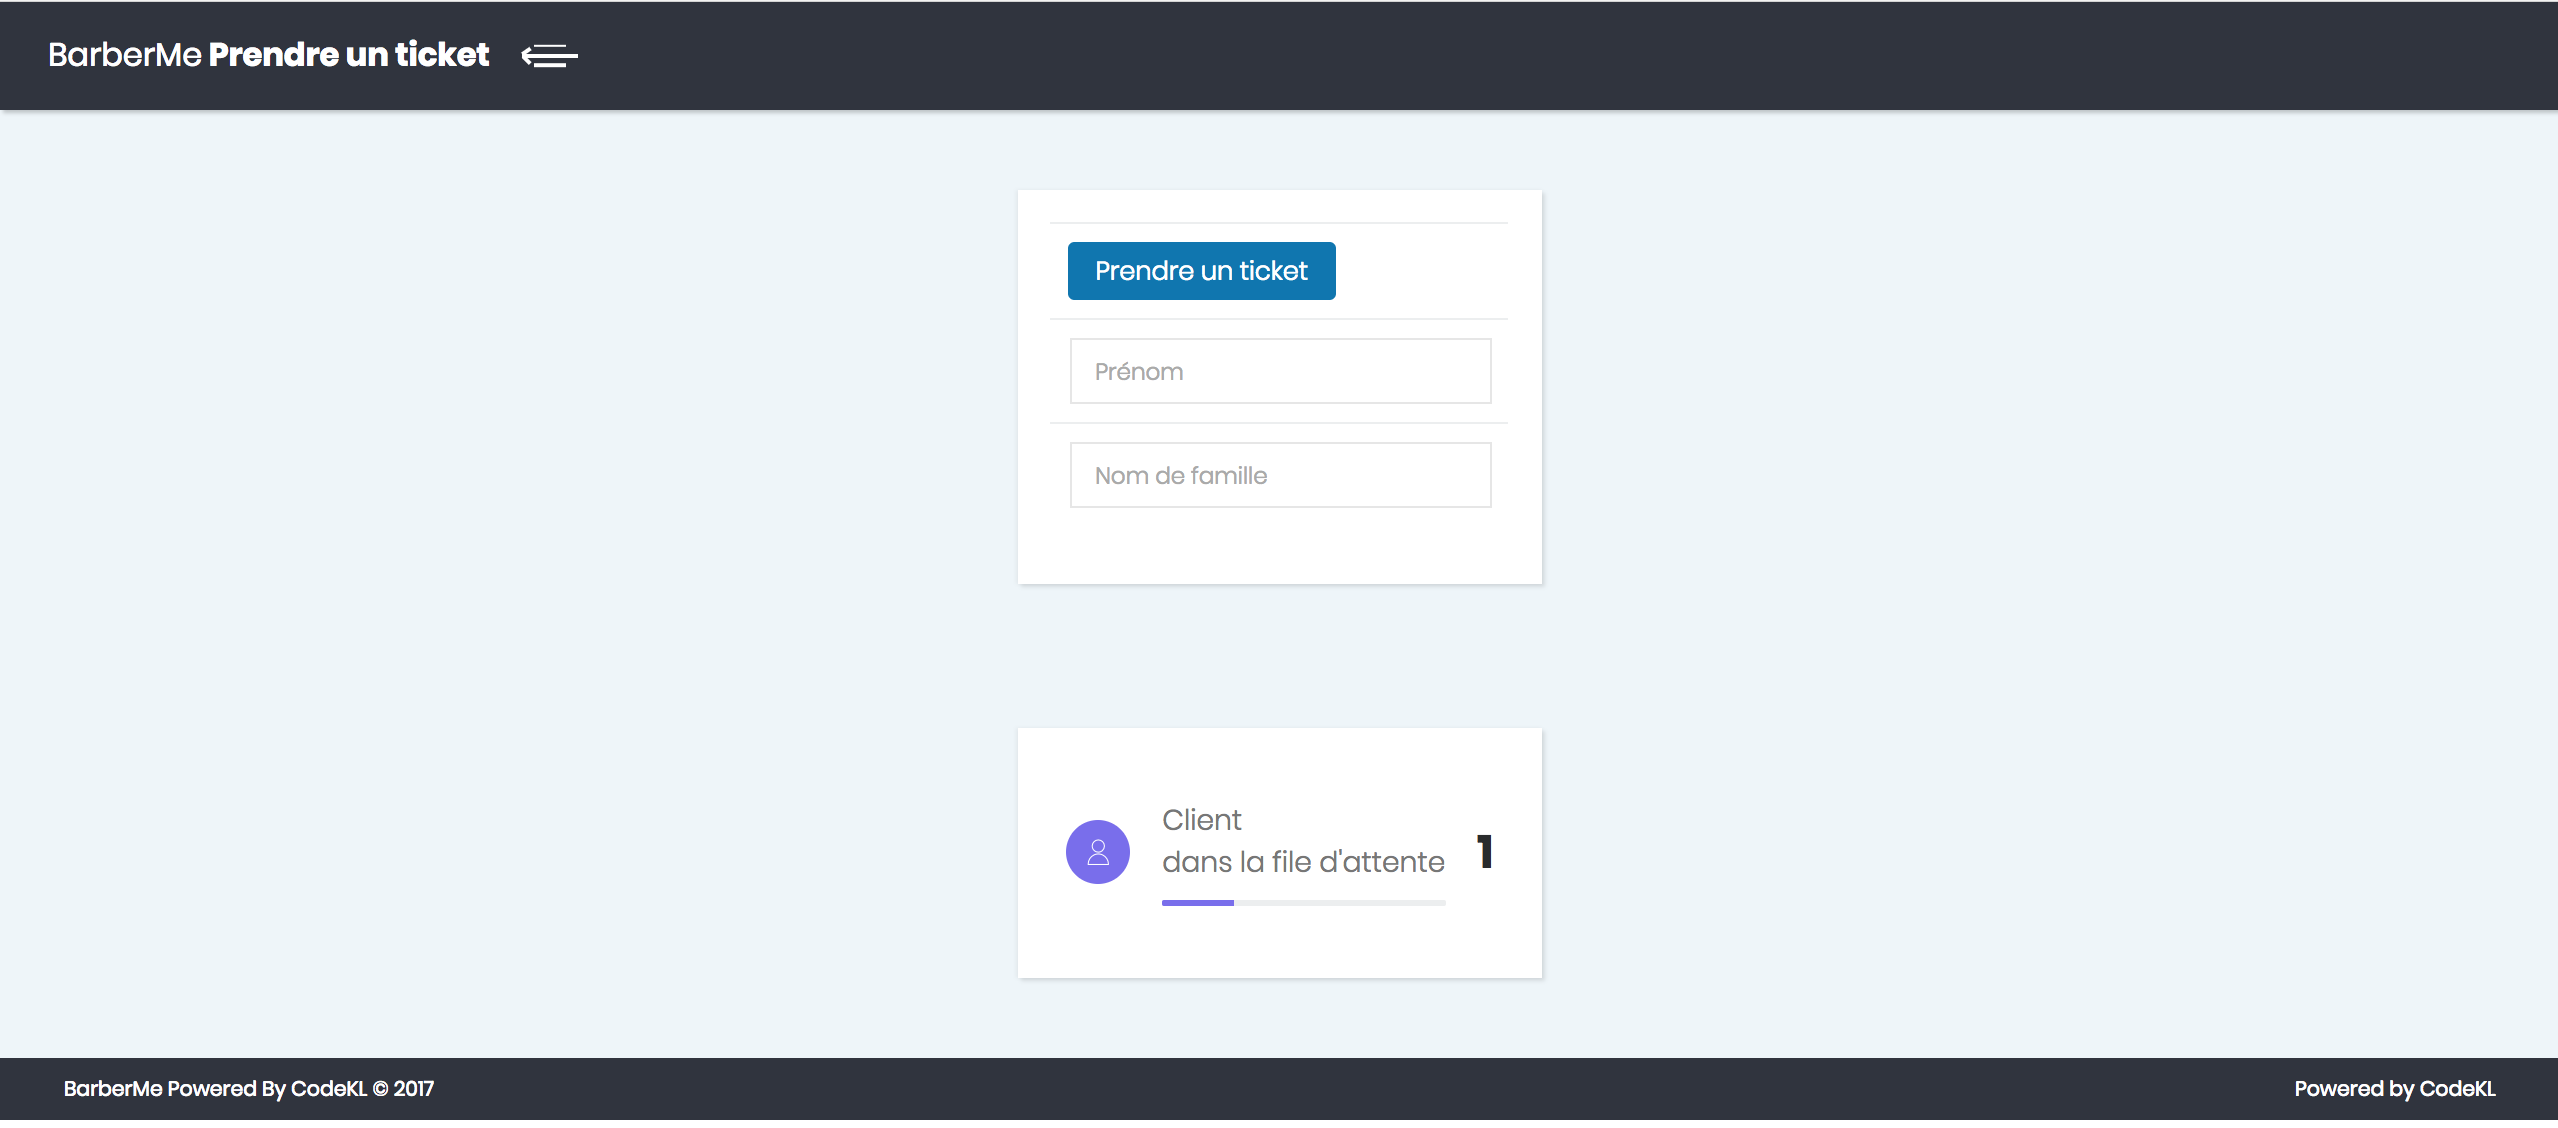 BarberMe Prendre un ticket
Prendre un ticket
Prénom
Nom de famille
Client
dans la file d'attente
1
BarberMe Powered By CodeKL © 2017
Powered by CodeKL